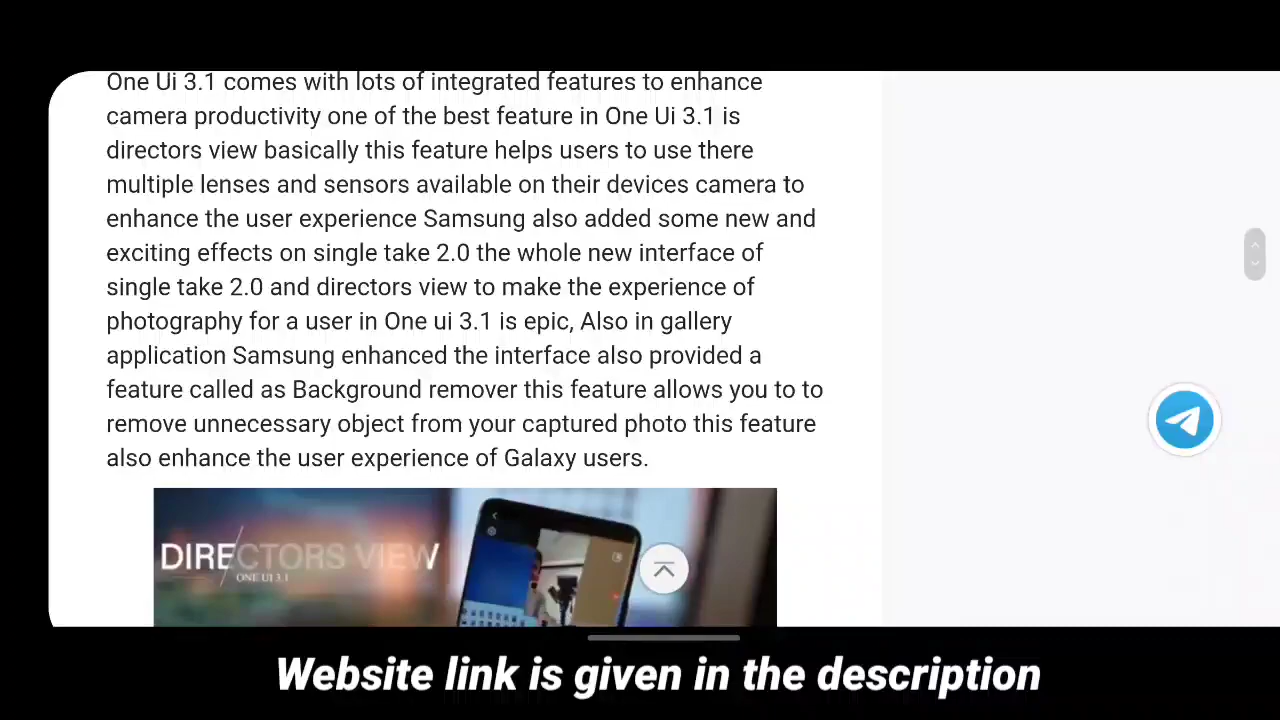 One Ui 3.1 comes with lots of integrated features to enhance
camera productivity one of the best feature in One Ui 3.1 is
directors view basically this feature helps users to use there
multiple lenses and sensors available on their devices camera to
enhance the user experience Samsung also added some new and
exciting effects on single take 2.0 the whole new interface of
single take 2.0 and directors view to make the experience of
photography for a user in One ui 3.1 is epic, Also in gallery
application Samsung enhanced the interface also provided a
feature called as Background remover this feature allows you to to
remove unnecessary object from your captured photo this feature
also enhance the user experience of Galaxy users.
DIRECTORS VIEW
ONE UI 3.1
Website link is given in the description